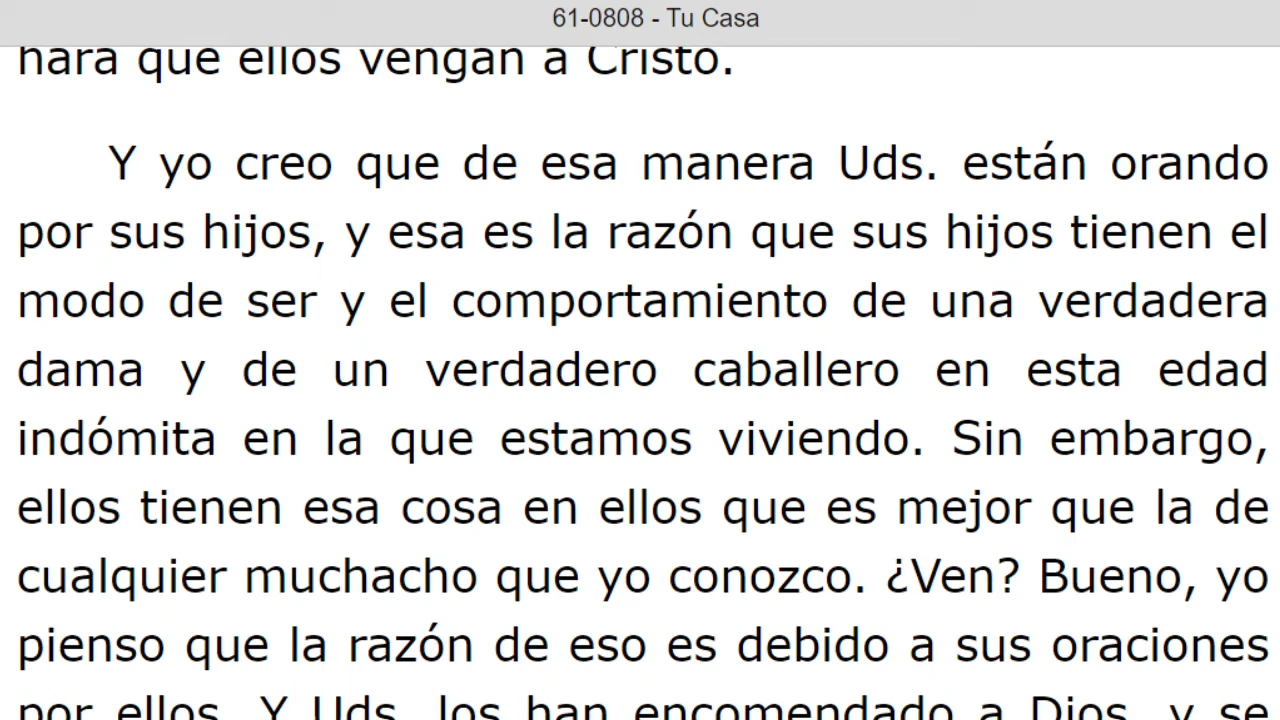 61-0808 - Tu Casa
hará que ellos vengan a Cristo.
Y yo creo que de esa manera Uds. están orando
por sus hijos, y esa es la razón que sus hijos tienen el
modo de ser y el comportamiento de una verdadera
dama y de un verdadero caballero en esta edad
indómita en la que estamos viviendo. Sin embargo,
ellos tienen esa cosa en ellos que es mejor que la de
cualquier muchacho que yo conozco. ¿Ven? Bueno, yo
pienso que la razón de eso es debido a sus oraciones
por ellos. Y Uds. los han encomendado a Dios, y se